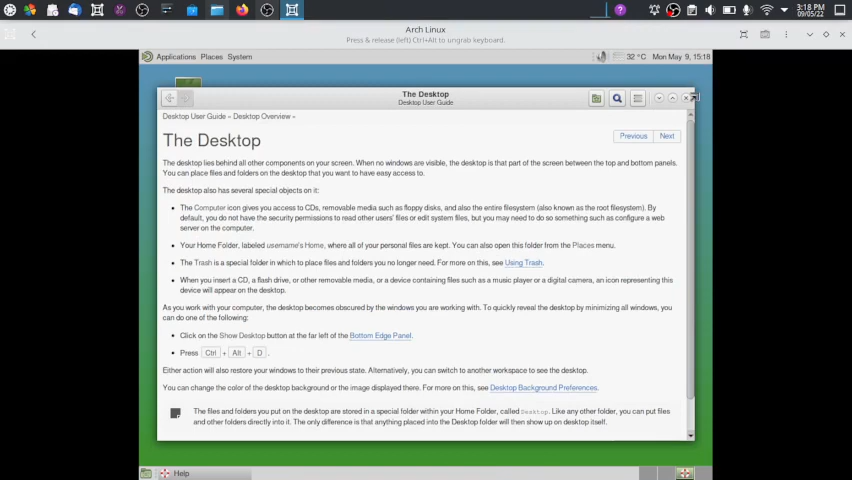 3:18 PM
09/05/22
Arch Linux
Press & release (left) Ctrl+Alt to ungrab keyboard.
Applications Places System
32 °C Mon May 9, 15:18
The Desktop
Desktop User Guide
Desktop User Guide » Desktop Overview »
The Desktop
Previous Next
The desktop lies behind all other components on your screen. When no windows are visible, the desktop is that part of the screen between the top and bottom panels.
You can place files and folders on the desktop that you want to have easy access to.
The desktop also has several special objects on it:
• The Computer icon gives you access to CDs, removable media such as floppy disks, and also the entire filesystem (also known as the root filesystem). By
default, you do not have the security permissions to read other users' files or edit system files, but you may need to do so something such as configure a web
server on the computer.
• Your Home Folder, labeled username's Home, where all of your personal files are kept. You can also open this folder from the Places menu.
• The Trash is a special folder in which to place files and folders you no longer need. For more on this, see Using Trash.
• When you insert a CD, a flash drive, or other removable media, or a device containing files such as a music player or a digital camera, an icon representing this
device will appear on the desktop.
As you work with your computer, the desktop becomes obscured by the windows you are working with. To quickly reveal the desktop by minimizing all windows, you
can do one of the following:
• Click on the Show Desktop button at the far left of the Bottom Edge Panel.
• Press Ctrl + Alt + D .
Either action will also restore your windows to their previous state. Alternatively, you can switch to another workspace to see the desktop.
You can change the color of the desktop background or the image displayed there. For more on this, see Desktop Background Preferences.
The files and folders you put on the desktop are stored in a special folder within your Home Folder, called Desktop. Like any other folder, you can put files
and other folders directly into it. The only difference is that anything placed into the Desktop folder will then show up on desktop itself.
Help